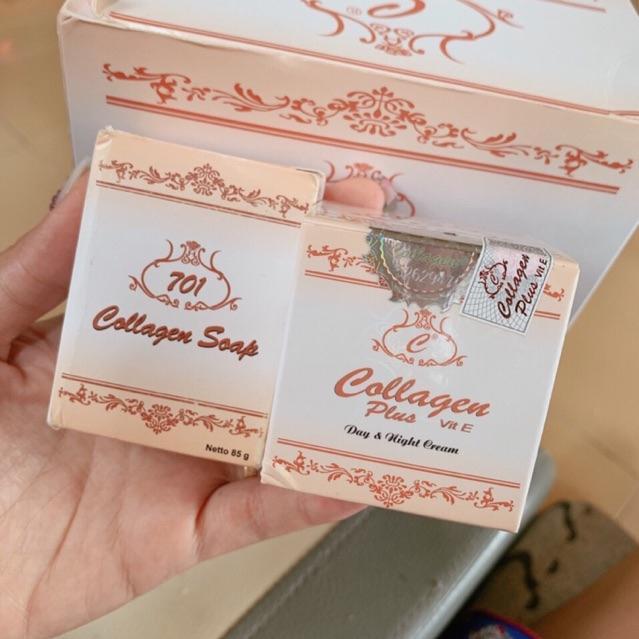 C
701
Collagen Soap
Netto 85 g
Collagen
Plus Vit E
C
Collagen
Plus Vit E
Day & Night Cream